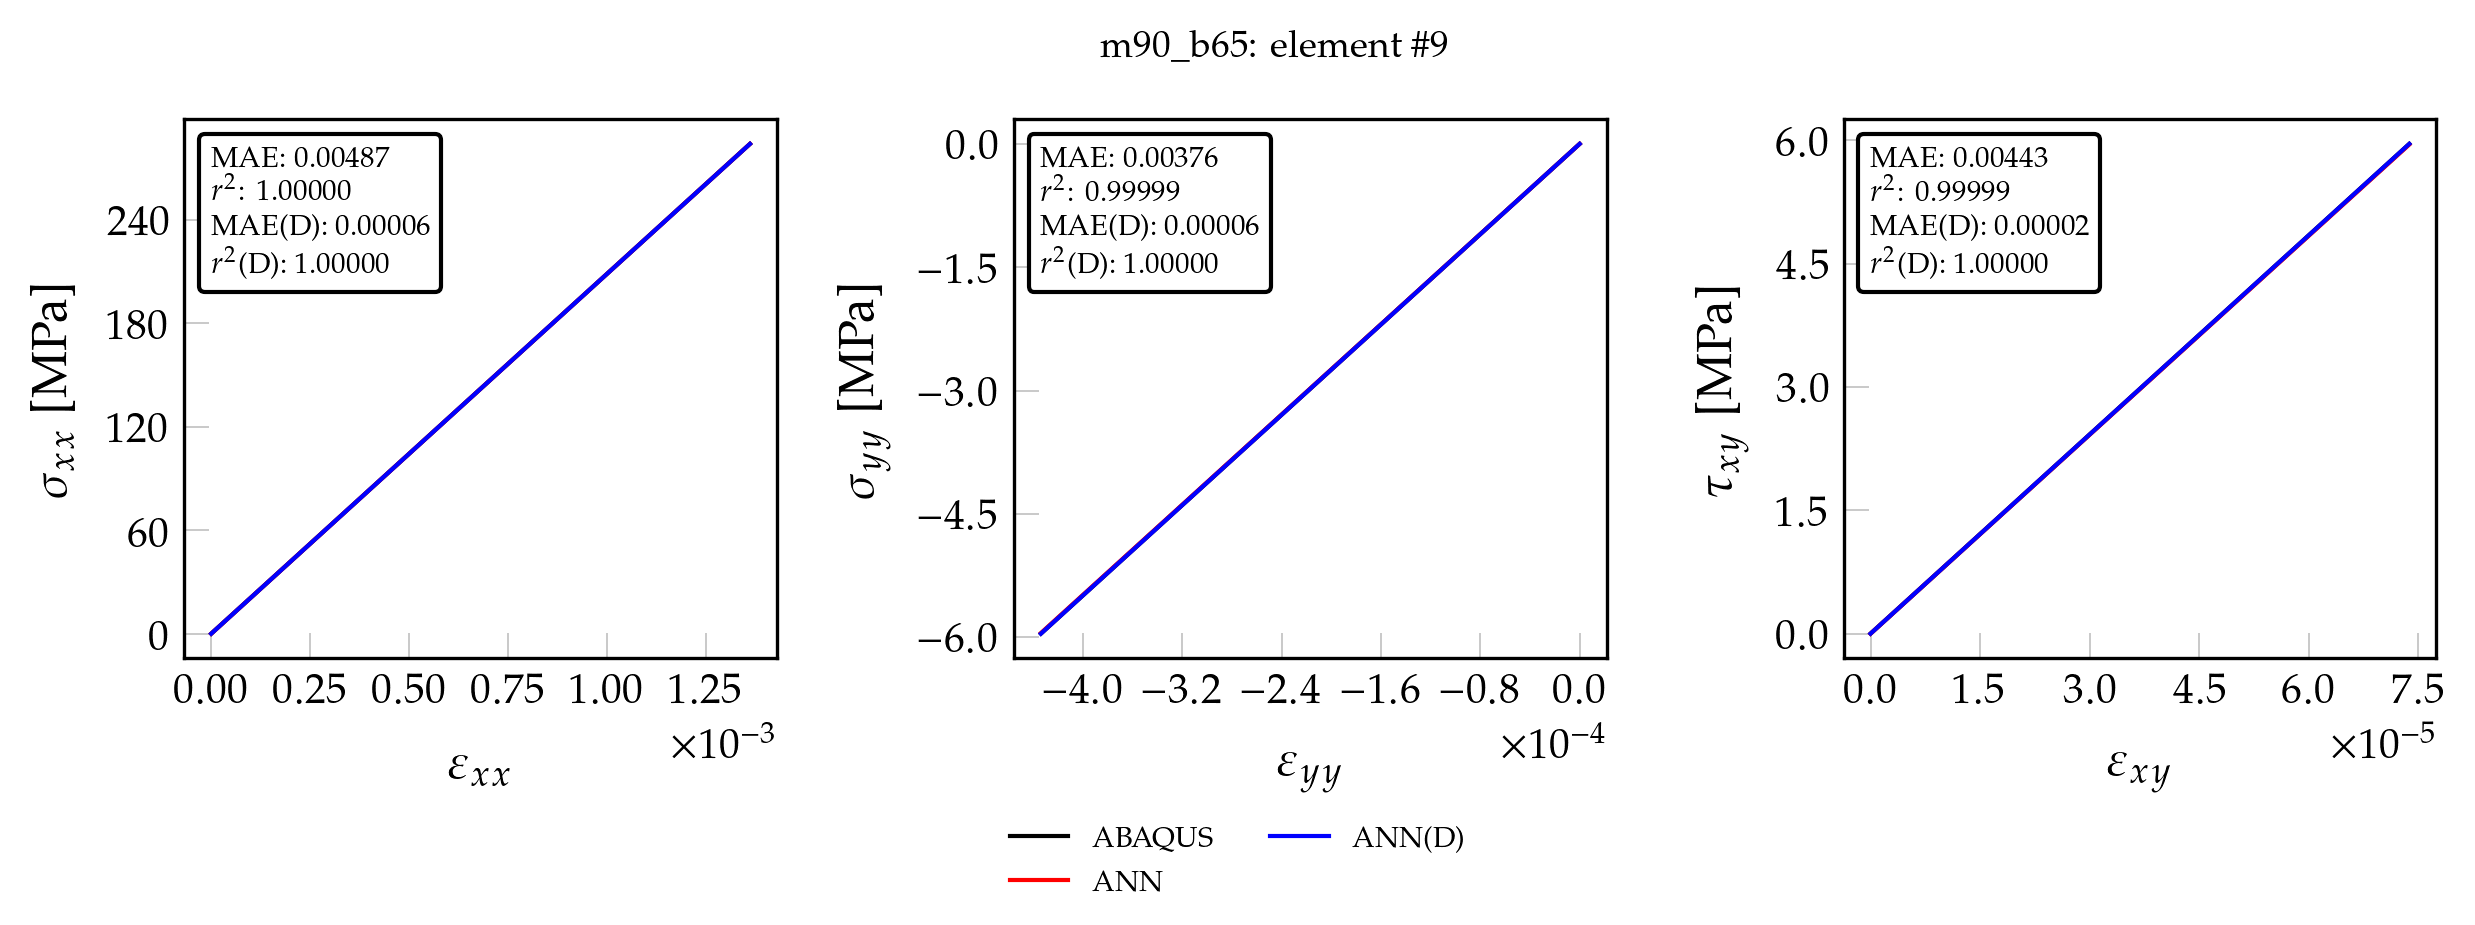 m90_b65: element #9
MAE: 0.00487
r²: 1.00000
MAE(D): 0.00006
r²(D): 1.00000
240
180
120
60
0
σxx [MPa]
0.00 0.25 0.50 0.75 1.00 1.25
×10⁻³
εxx
MAE: 0.00376
r²: 0.99999
MAE(D): 0.00006
r²(D): 1.00000
0.0
−1.5
−3.0
−4.5
−6.0
σyy [MPa]
−4.0 −3.2 −2.4 −1.6 −0.8 0.0
×10⁻⁴
εyy
MAE: 0.00443
r²: 0.99999
MAE(D): 0.00002
r²(D): 1.00000
6.0
4.5
3.0
1.5
0.0
τxy [MPa]
0.0 1.5 3.0 4.5 6.0 7.5
×10⁻⁵
εxy
ABAQUS
ANN
ANN(D)